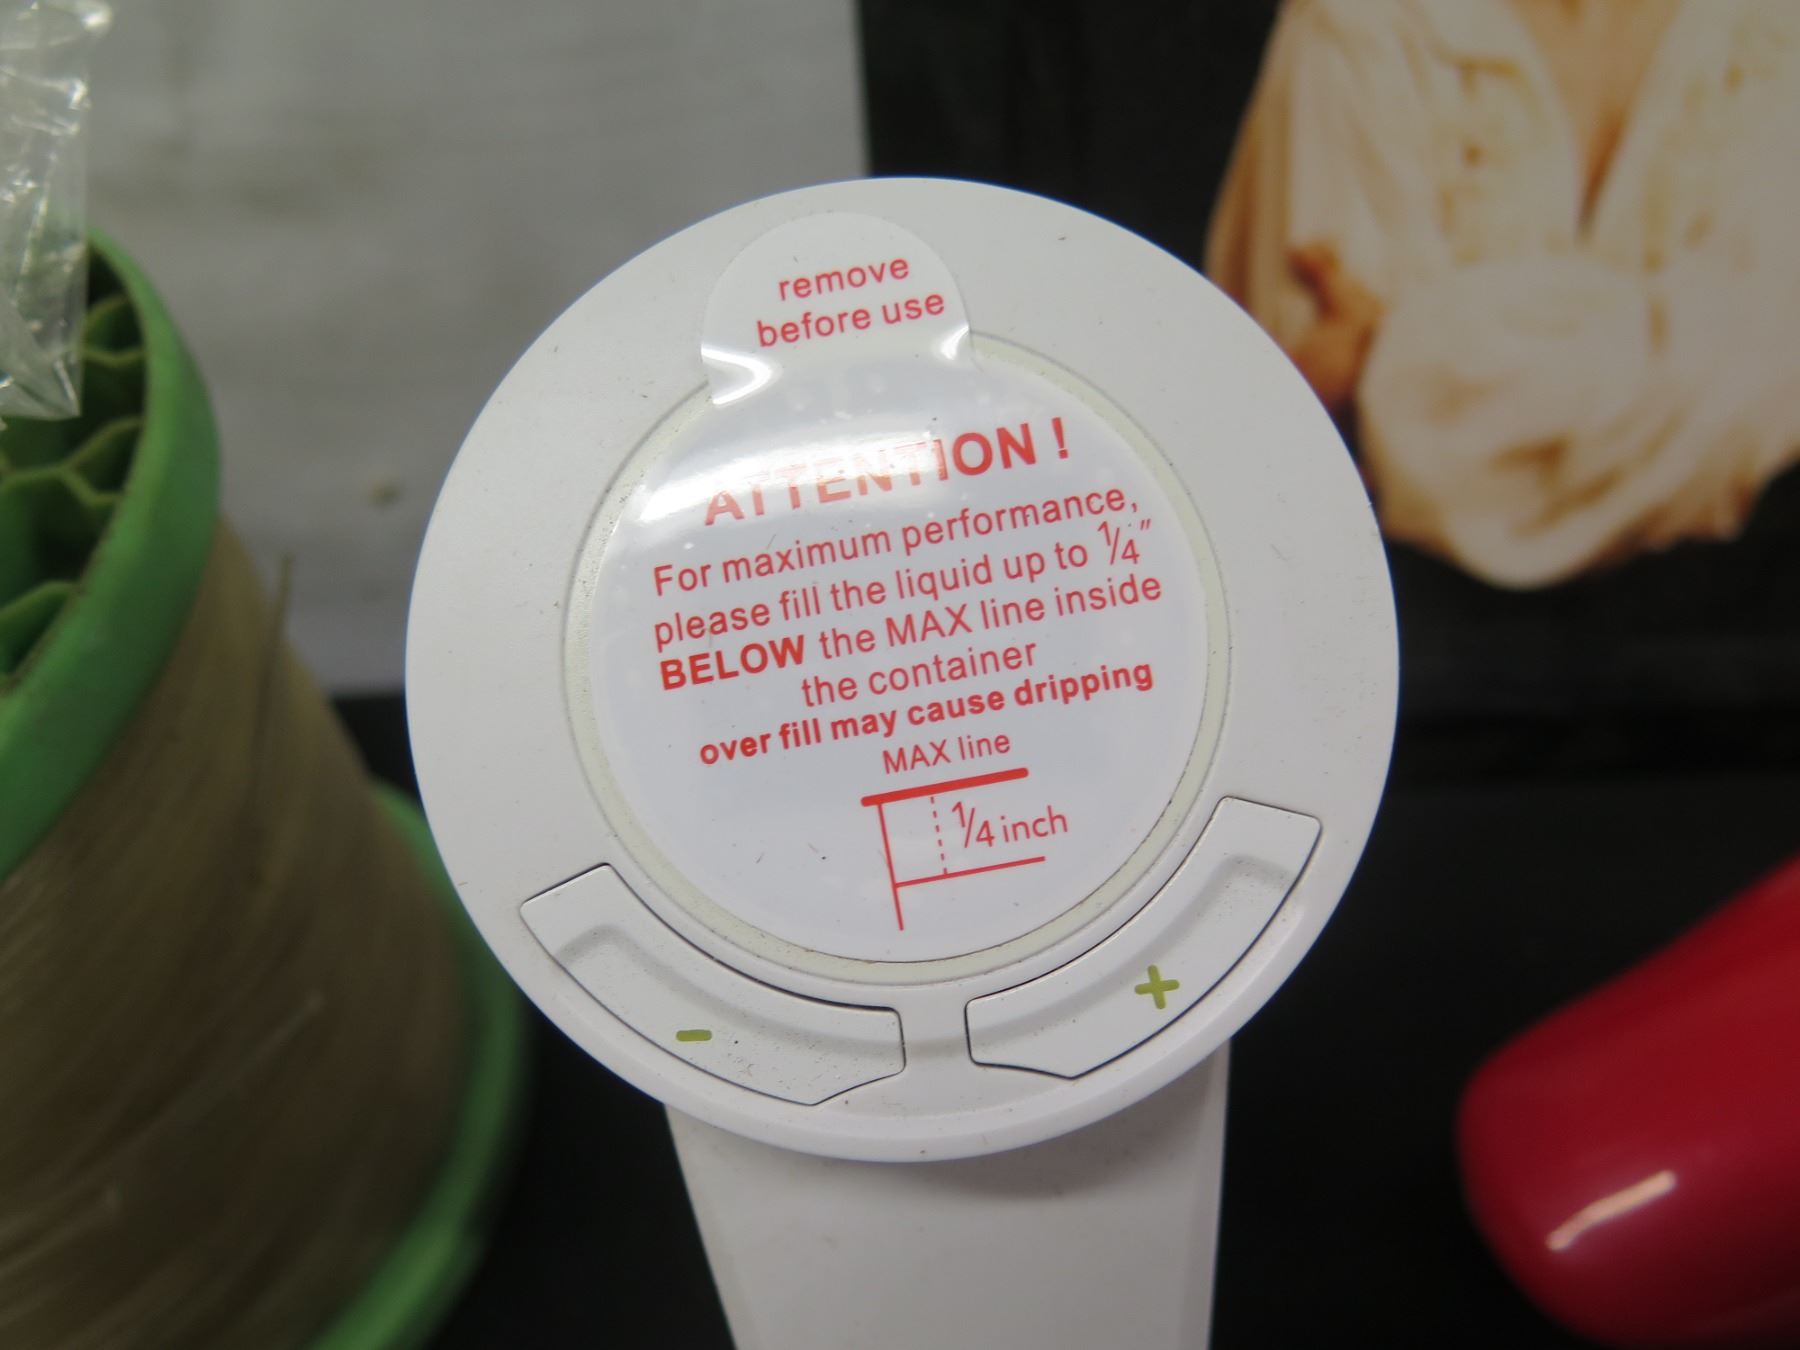 remove
before use
ATTENTION !
For maximum performance,
please fill the liquid up to ¼"
BELOW the MAX line inside
the container
over fill may cause dripping
MAX line
¼ inch
-
+